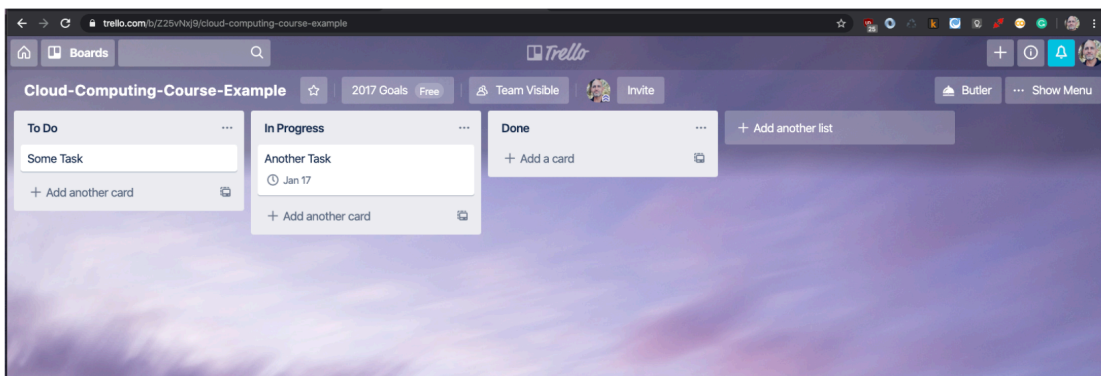 trello.com/b/Z25vNxj9/cloud-computing-course-example
25
Boards
Trello
Cloud-Computing-Course-Example
2017 Goals Free
Team Visible
Invite
Butler
... Show Menu
To Do
...
Some Task
+ Add another card
In Progress
...
Another Task
Jan 17
+ Add another card
Done
...
+ Add a card
+ Add another list